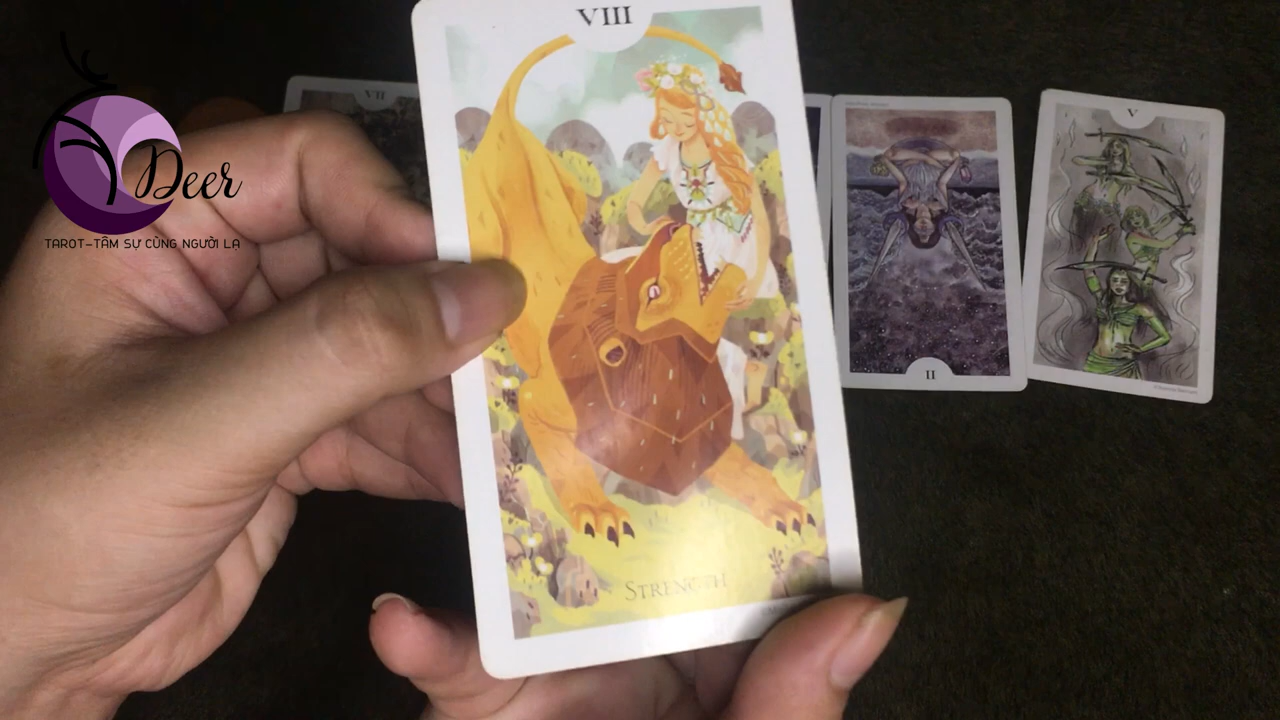 Deer
TAROT-TÂM SỰ CÙNG NGƯỜI LẠ
VIII
STRENGTH
VII
II
V